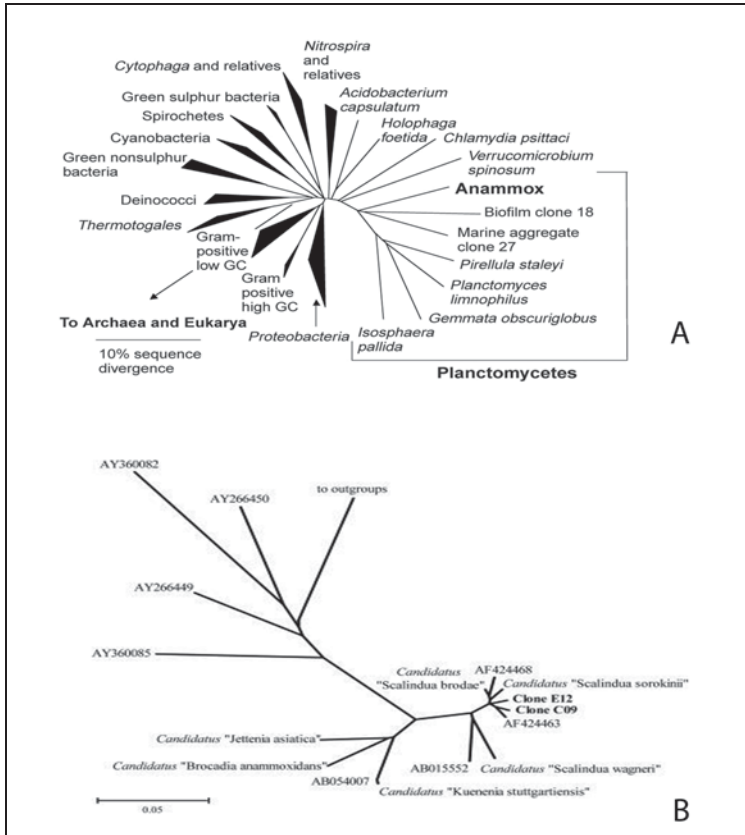 Nitrospira
and
relatives
Cytophaga and relatives
Acidobacterium
capsulatum
Green sulphur bacteria
Holophaga
foetida
Spirochetes
Chlamydia psittaci
Cyanobacteria
Verrucomicrobium
spinosum
Green nonsulphur
bacteria
Anammox
Deinococci
Biofilm clone 18
Thermotogales
Marine aggregate
clone 27
Gram-
positive
low GC
Pirellula staleyi
Gram
positive
high GC
Planctomyces
limnophilus
Gemmata obscuriglobus
To Archaea and Eukarya
Proteobacteria
Isosphaera
pallida
10% sequence
divergence
Planctomycetes
A
AY360082
AY266450
to outgroups
AY266449
AY360085
Candidatus
"Scalindua brodae"
AF424468
Candidatus "Scalindua sorokinii"
Clone E12
Clone C09
AF424463
Candidatus "Jettenia asiatica"
Candidatus "Brocadia anammoxidans"
AB054007
AB015552
Candidatus "Scalindua wagneri"
Candidatus "Kuenenia stuttgartiensis"
0.05
B